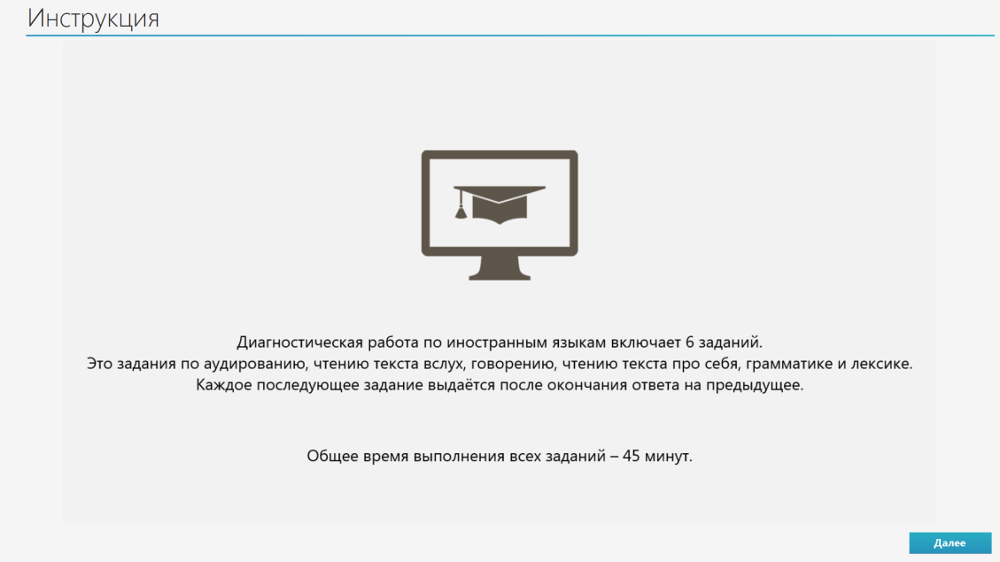 Инструкция
Диагностическая работа по иностранным языкам включает 6 заданий.
Это задания по аудированию, чтению текста вслух, говорению, чтению текста про себя, грамматике и лексике.
Каждое последующее задание выдаётся после окончания ответа на предыдущее.
Общее время выполнения всех заданий – 45 минут.
Далее